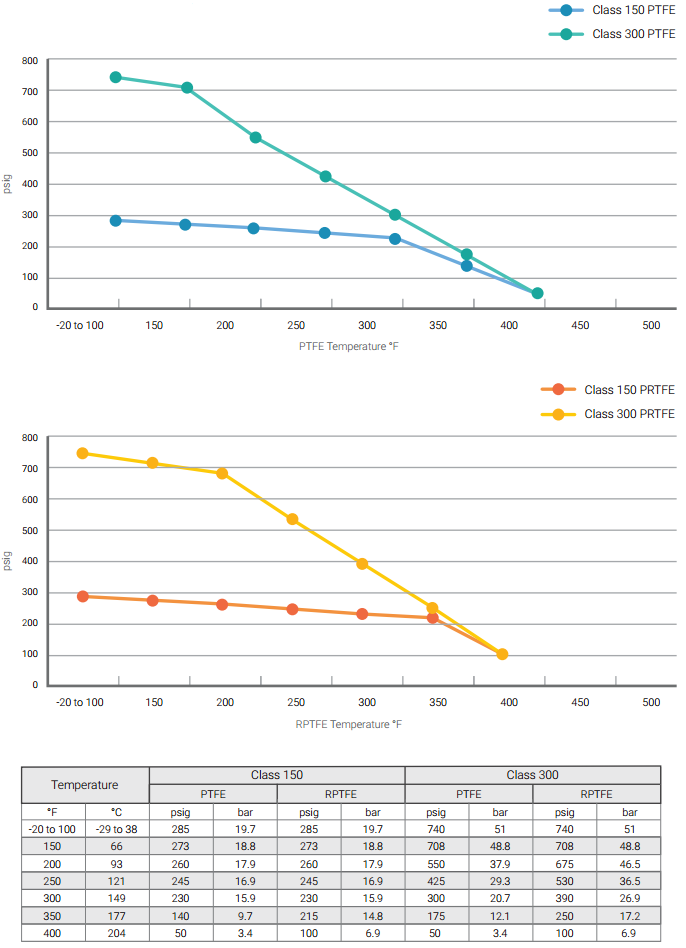 Class 150 PTFE
Class 300 PTFE
800
700
600
500
400
300
200
100
0
psig
-20 to 100 150 200 250 300 350 400 450 500
PTFE Temperature °F
Class 150 PRTFE
Class 300 PRTFE
800
700
600
500
400
300
200
100
0
psig
-20 to 100 150 200 250 300 350 400 450 500
RPTFE Temperature °F
Temperature Class 150 Class 300
PTFE RPTFE PTFE RPTFE
°F °C psig bar psig bar psig bar psig bar
-20 to 100 -29 to 38 285 19.7 285 19.7 740 51 740 51
150 66 273 18.8 273 18.8 708 48.8 708 48.8
200 93 260 17.9 260 17.9 550 37.9 675 46.5
250 121 245 16.9 245 16.9 425 29.3 530 36.5
300 149 230 15.9 230 15.9 300 20.7 390 26.9
350 177 140 9.7 215 14.8 175 12.1 250 17.2
400 204 50 3.4 100 6.9 50 3.4 100 6.9